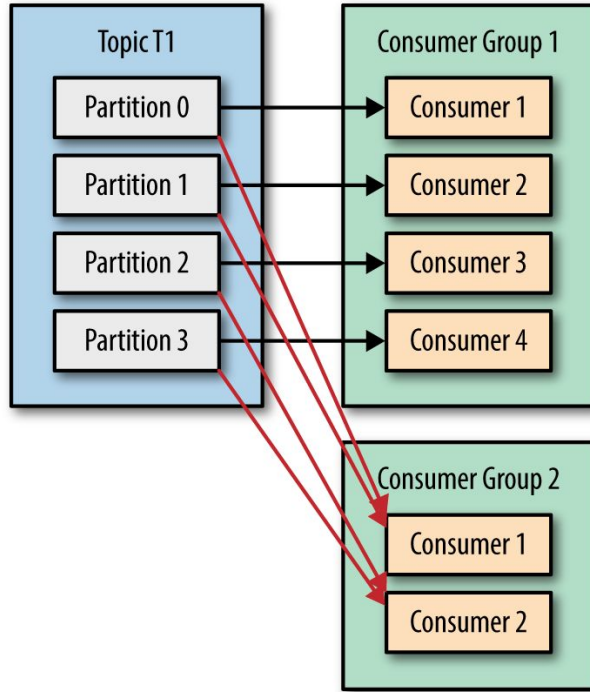 Topic T1
Partition 0
Partition 1
Partition 2
Partition 3
Consumer Group 1
Consumer 1
Consumer 2
Consumer 3
Consumer 4
Consumer Group 2
Consumer 1
Consumer 2